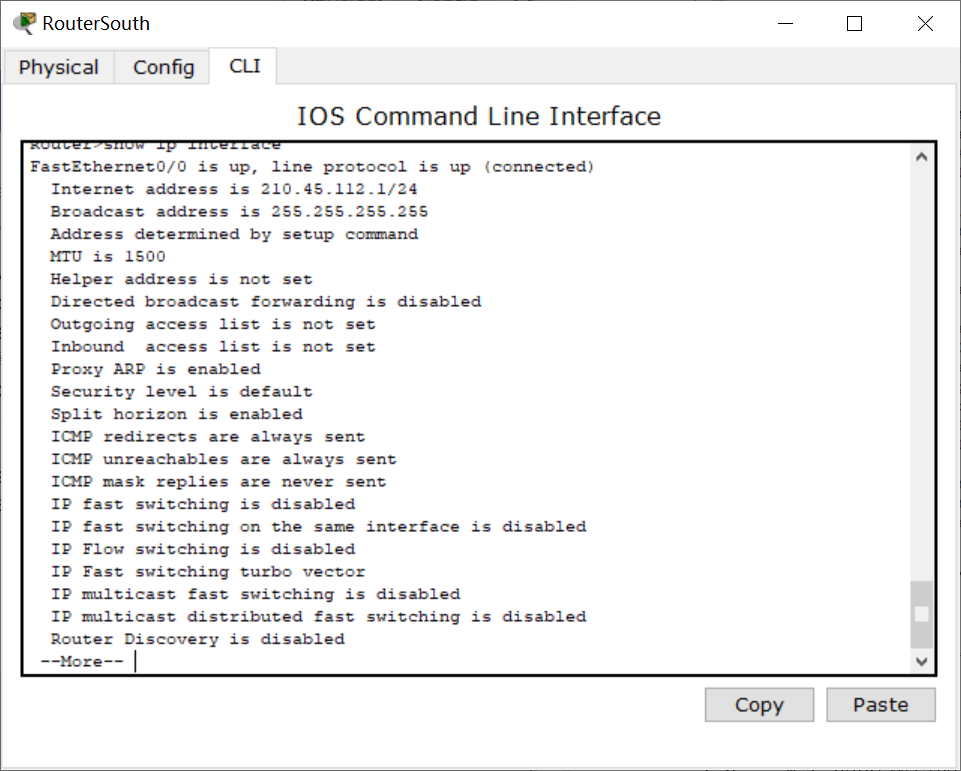 RouterSouth
Physical Config CLI
IOS Command Line Interface
Router>show ip interface
FastEthernet0/0 is up, line protocol is up (connected)
Internet address is 210.45.112.1/24
Broadcast address is 255.255.255.255
Address determined by setup command
MTU is 1500
Helper address is not set
Directed broadcast forwarding is disabled
Outgoing access list is not set
Inbound  access list is not set
Proxy ARP is enabled
Security level is default
Split horizon is enabled
ICMP redirects are always sent
ICMP unreachables are always sent
ICMP mask replies are never sent
IP fast switching is disabled
IP fast switching on the same interface is disabled
IP Flow switching is disabled
IP Fast switching turbo vector
IP multicast fast switching is disabled
IP multicast distributed fast switching is disabled
Router Discovery is disabled
--More--
Copy Paste